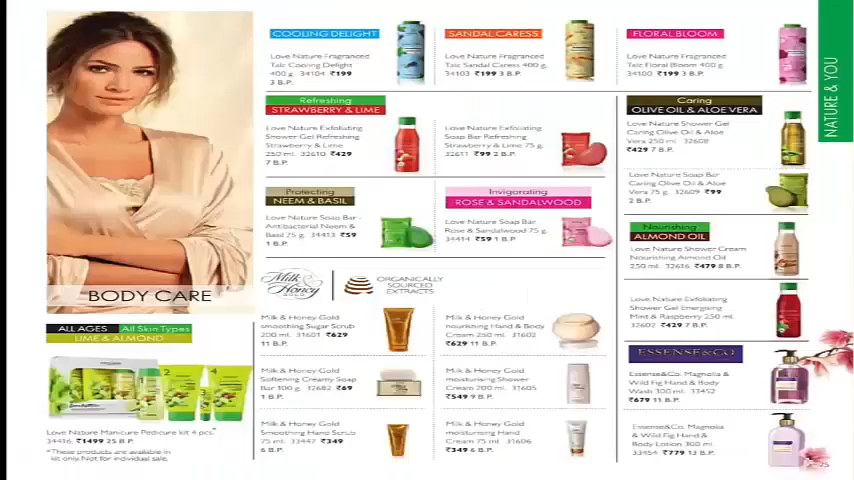 COOLING DELIGHT
Love Nature Fragranced
Talc Cooling Delight
400 g. 34104 ₹199
3 B.P.
SANDAL CARESS
Love Nature Fragranced
Talc Sandal Caress 400 g.
34103 ₹199 3 B.P.
FLORAL BLOOM
Love Nature Fragranced
Talc Floral Bloom 400 g
34100 ₹199 3 B.P.
NATURE & YOU
Refreshing
STRAWBERRY & LIME
Love Nature Exfoliating
Shower Gel Refreshing
Strawberry & Lime
250 ml. 32610 ₹429
7 B.P.
Love Nature Exfoliating
Soap Bar Refreshing
Strawberry & Lime 75 g.
32611 ₹99 2 B.P.
Caring
OLIVE OIL & ALOE VERA
Love Nature Shower Gel
Caring Olive Oil & Aloe
Vera 250 ml 32608
₹429 7 B.P.
Love Nature Soap Bar
Caring Olive Oil & Aloe
Vera 75 g. 32609 ₹99
2 B.P.
Protecting
NEEM & BASIL
Love Nature Soap Bar -
Antibacterial Neem &
Basil 75 g. 34413 ₹59
1 B.P.
Invigorating
ROSE & SANDALWOOD
Love Nature Soap Bar
Rose & Sandalwood 75 g.
34414 ₹59 1 B.P
Nourishing
ALMOND OIL
Love Nature Shower Cream
Nourishing Almond Oil
250 ml. 32616 ₹479 8 B.P.
Love Nature Exfoliating
Shower Gel Energising
Mint & Raspberry 250 ml
32602 ₹429 7 B.P.
BODY CARE
Milk &
Honey
GOLD
ORGANICALLY
SOURCED
EXTRACTS
Milk & Honey Gold
smoothing Sugar Scrub
200 ml. 31601 ₹629
11 B.P.
Milk & Honey Gold
nourishing Hand & Body
Cream 250 ml. 31602
₹629 11 B.P.
Milk & Honey Gold
Softening Creamy Soap
Bar 100 g. 32682 ₹69
1 B.P.
Milk & Honey Gold
moisturising Shower
Cream 200 ml. 31605
₹549 9 B.P.
Milk & Honey Gold
Smoothing Hand Scrub
75 ml. 33447 ₹349
6 B.P.
Milk & Honey Gold
moisturising Hand
Cream 75 ml 31606
₹349 6 B.P.
ESSENSE&CO.
Essense&Co. Magnolia &
Wild Fig Hand & Body
Wash 300 ml. 33452
₹679 11 B.P.
Essense&Co. Magnolia
& Wild Fig Hand &
Body Lotion 300 ml.
33454 ₹779 13 B.P.
ALL AGES All Skin Types
LIME & ALMOND
2
4
Love Nature Manicure Pedicure kit 4 pcs.*
34416 ₹1499 25 B.P.
*These products are available in
kit only. Not for individual sale.